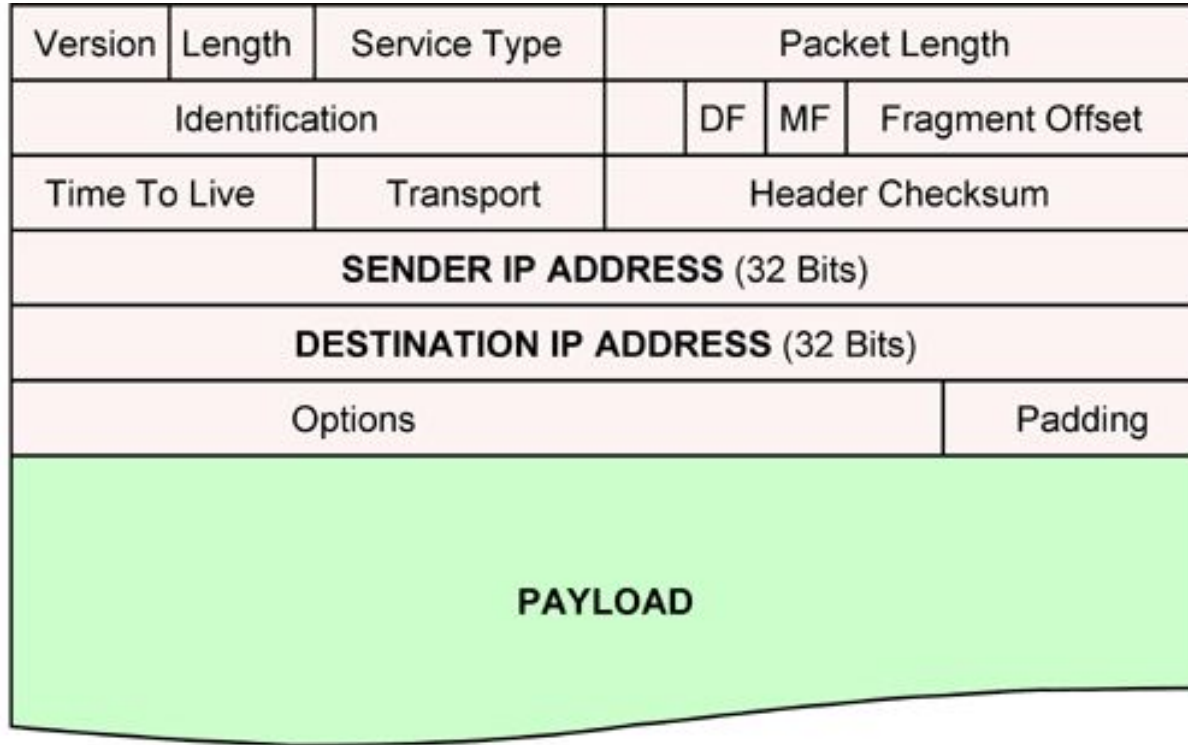 Version Length Service Type Packet Length
Identification DF MF Fragment Offset
Time To Live Transport Header Checksum
SENDER IP ADDRESS (32 Bits)
DESTINATION IP ADDRESS (32 Bits)
Options Padding
PAYLOAD